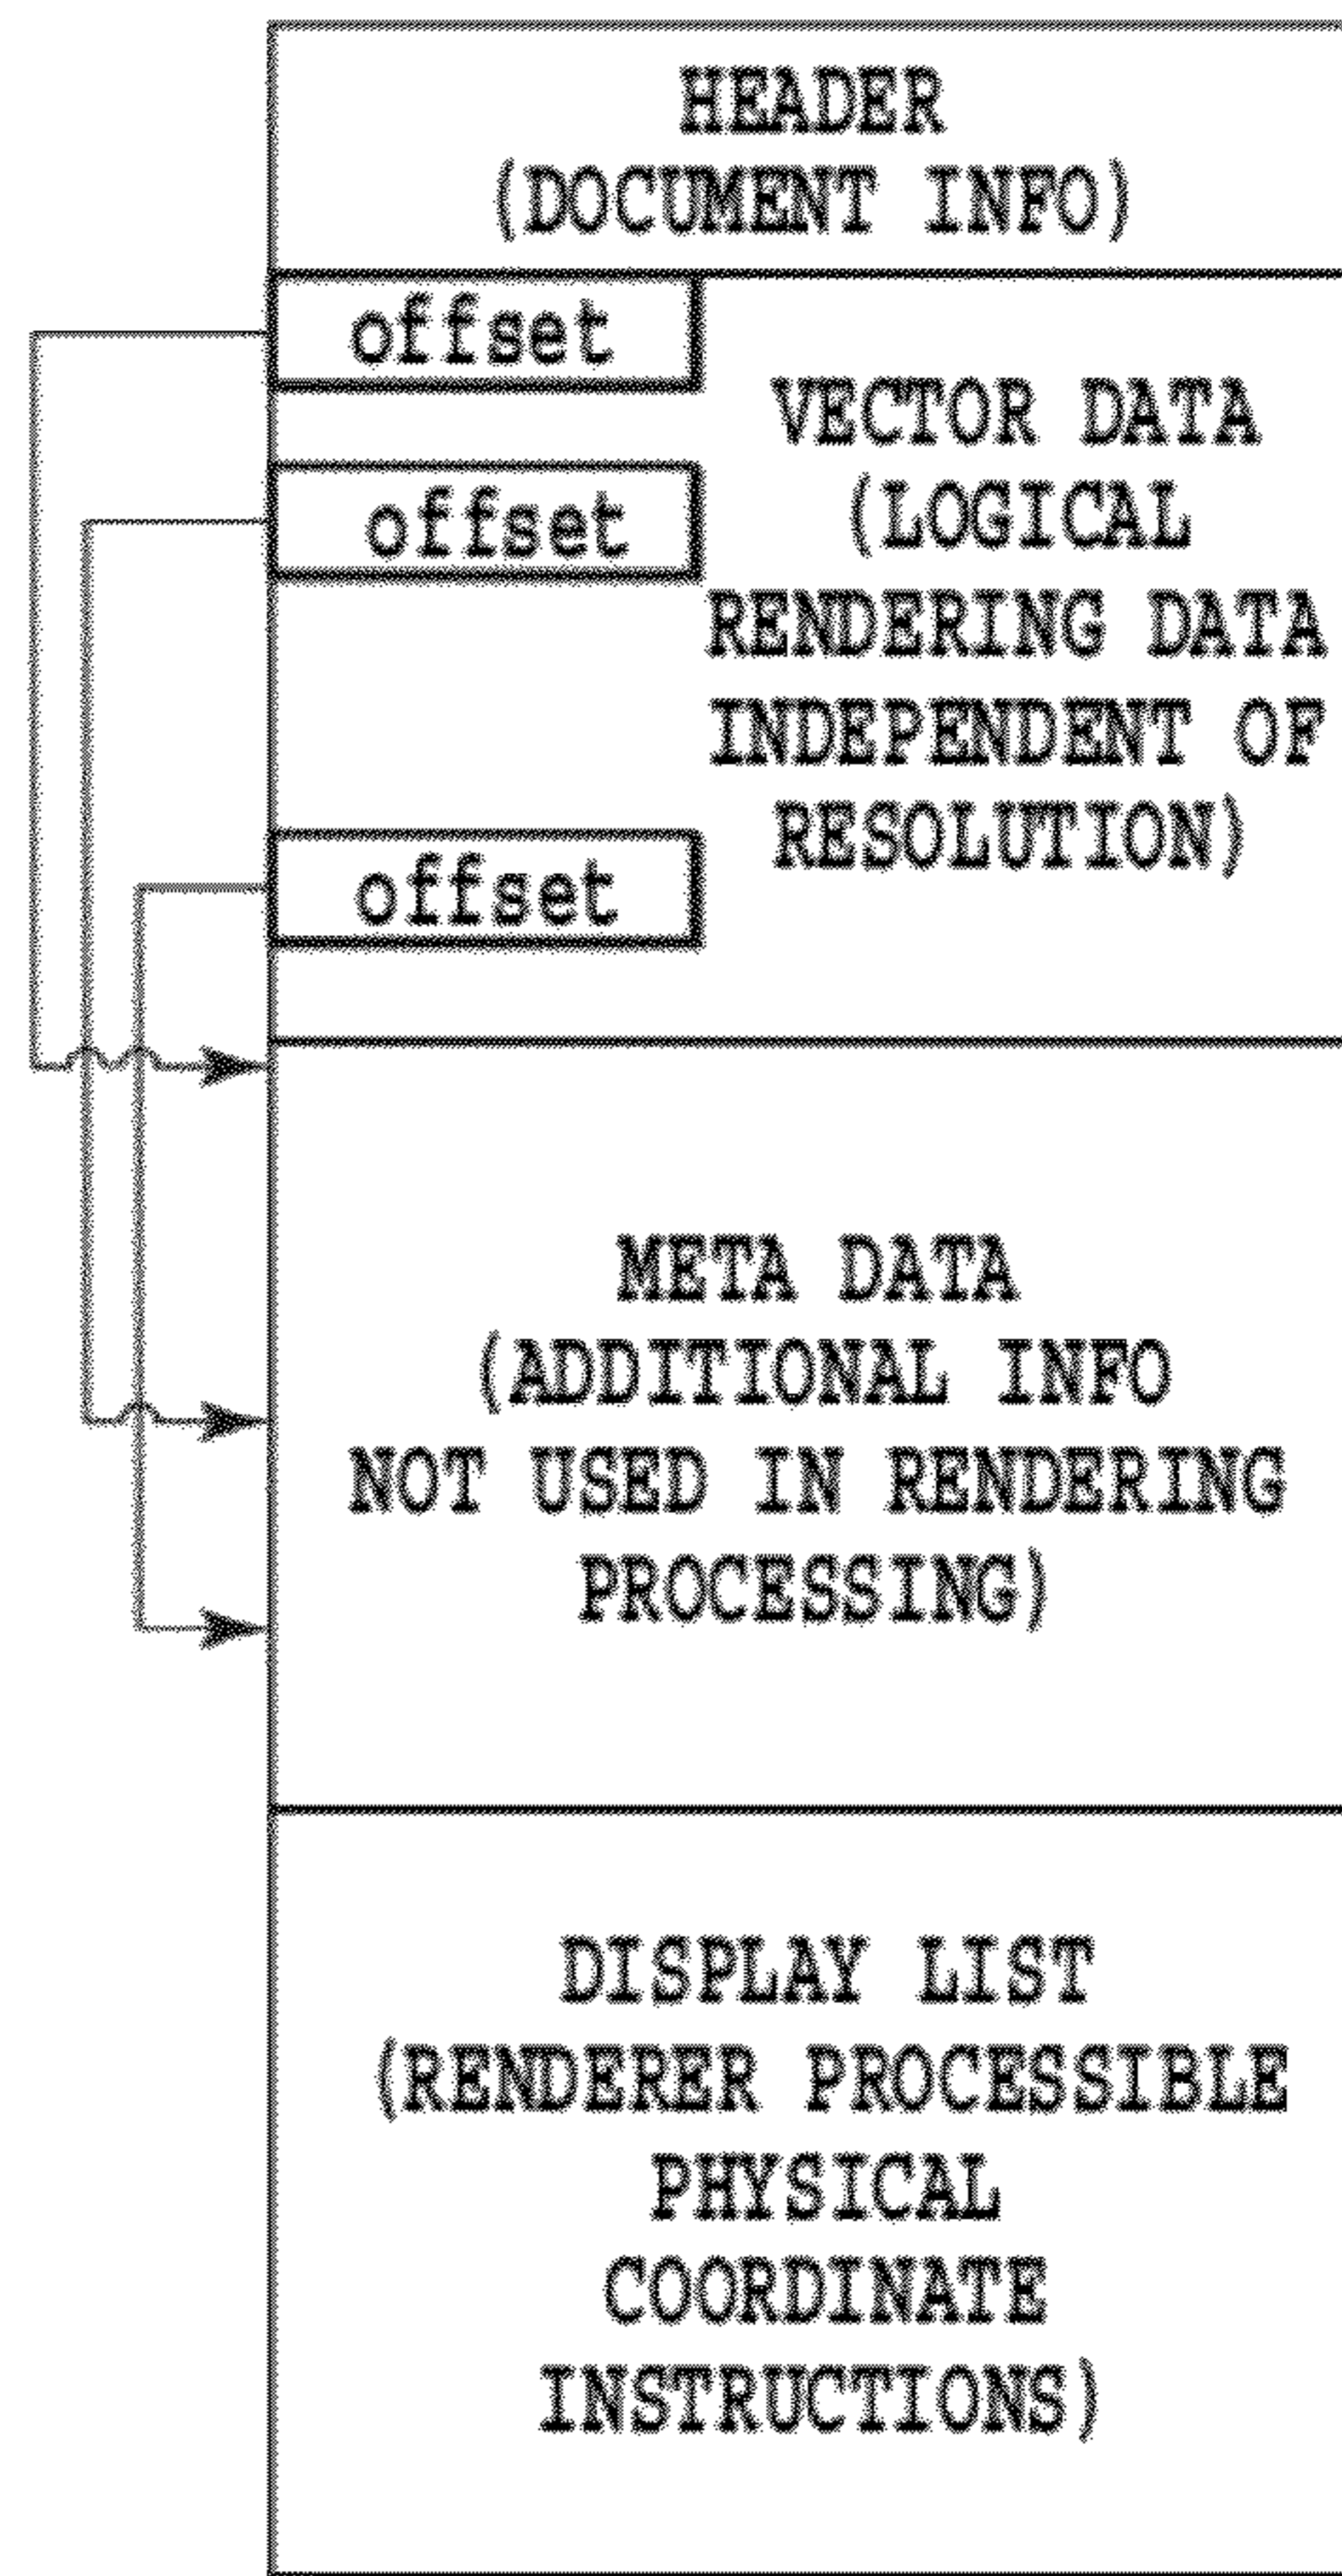 HEADER
(DOCUMENT INFO)
offset
offset
offset
VECTOR DATA
(LOGICAL
RENDERING DATA
INDEPENDENT OF
RESOLUTION)
META DATA
(ADDITIONAL INFO
NOT USED IN RENDERING
PROCESSING)
DISPLAY LIST
(RENDERER PROCESSIBLE
PHYSICAL
COORDINATE
INSTRUCTIONS)